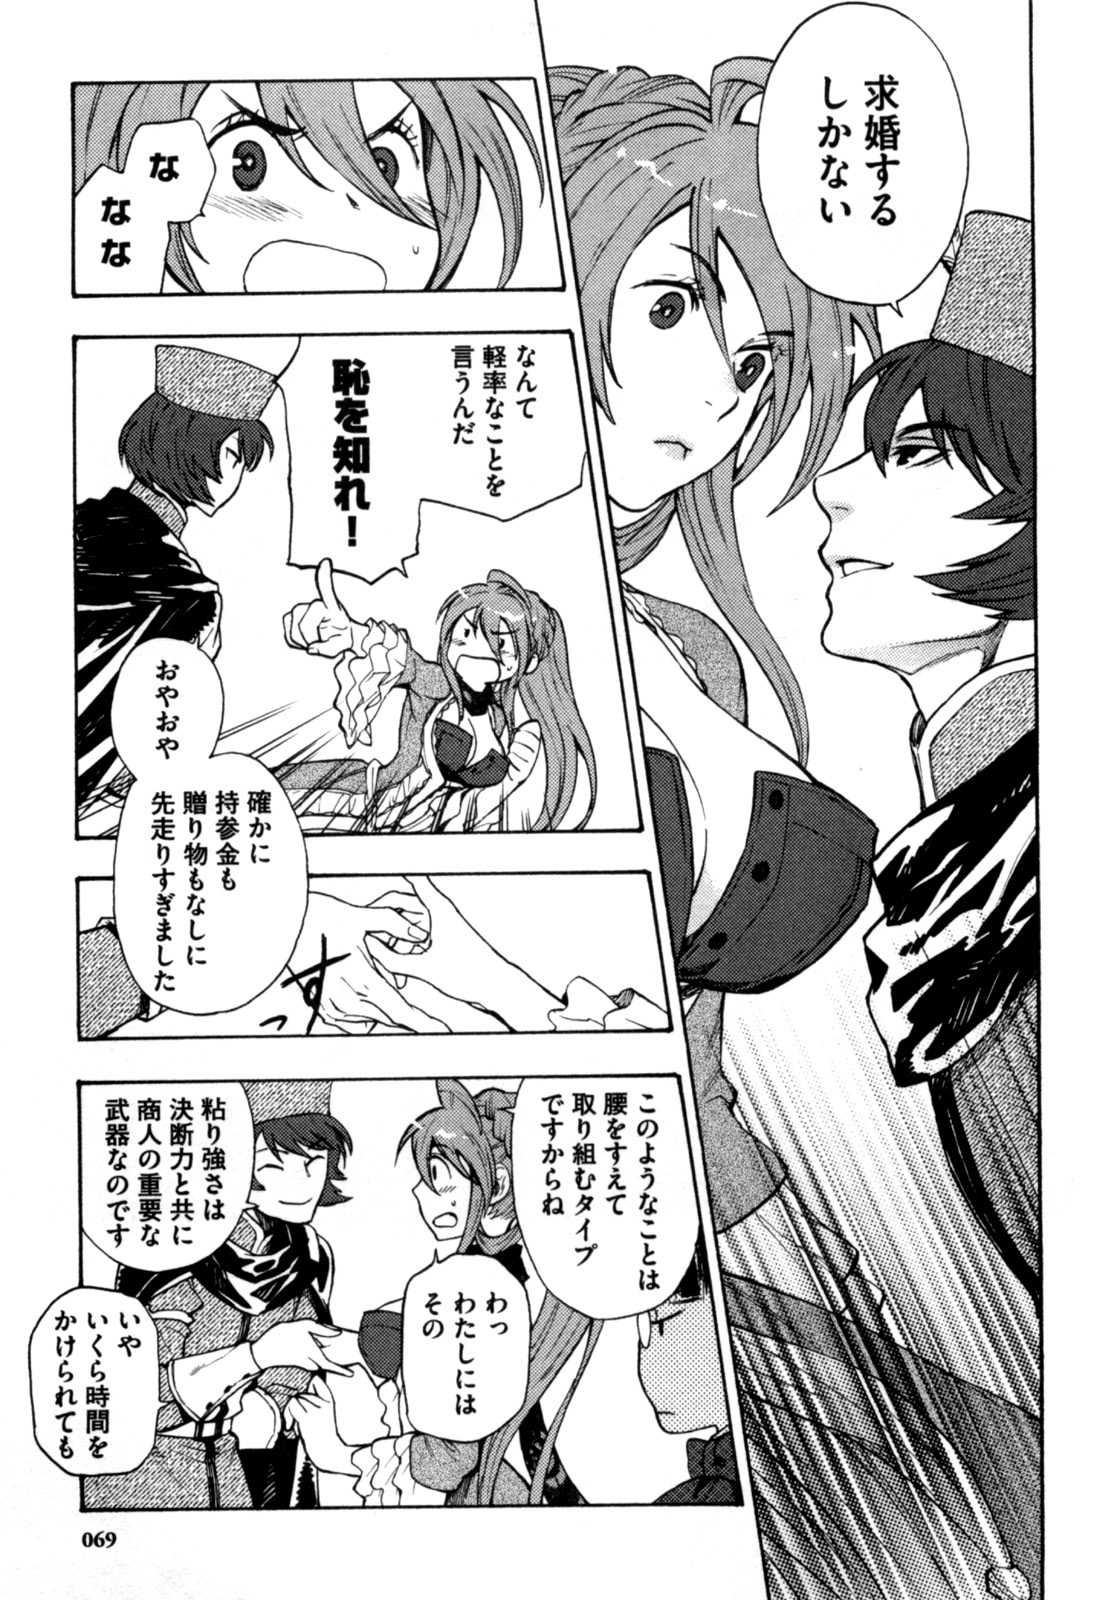 求婚する
しかない
な
なな
なんて
軽率なことを
言うんだ
恥を知れ！
おやおや
確かに
持参金も
贈り物もなしに
先走りすぎました
すっ
このようなことは
腰をすえて
取り組むタイプ
ですからね
粘り強さは
決断力と共に
商人の重要な
武器なのです
わっ
わたしには
その
いや
いくら時間を
かけられても
069